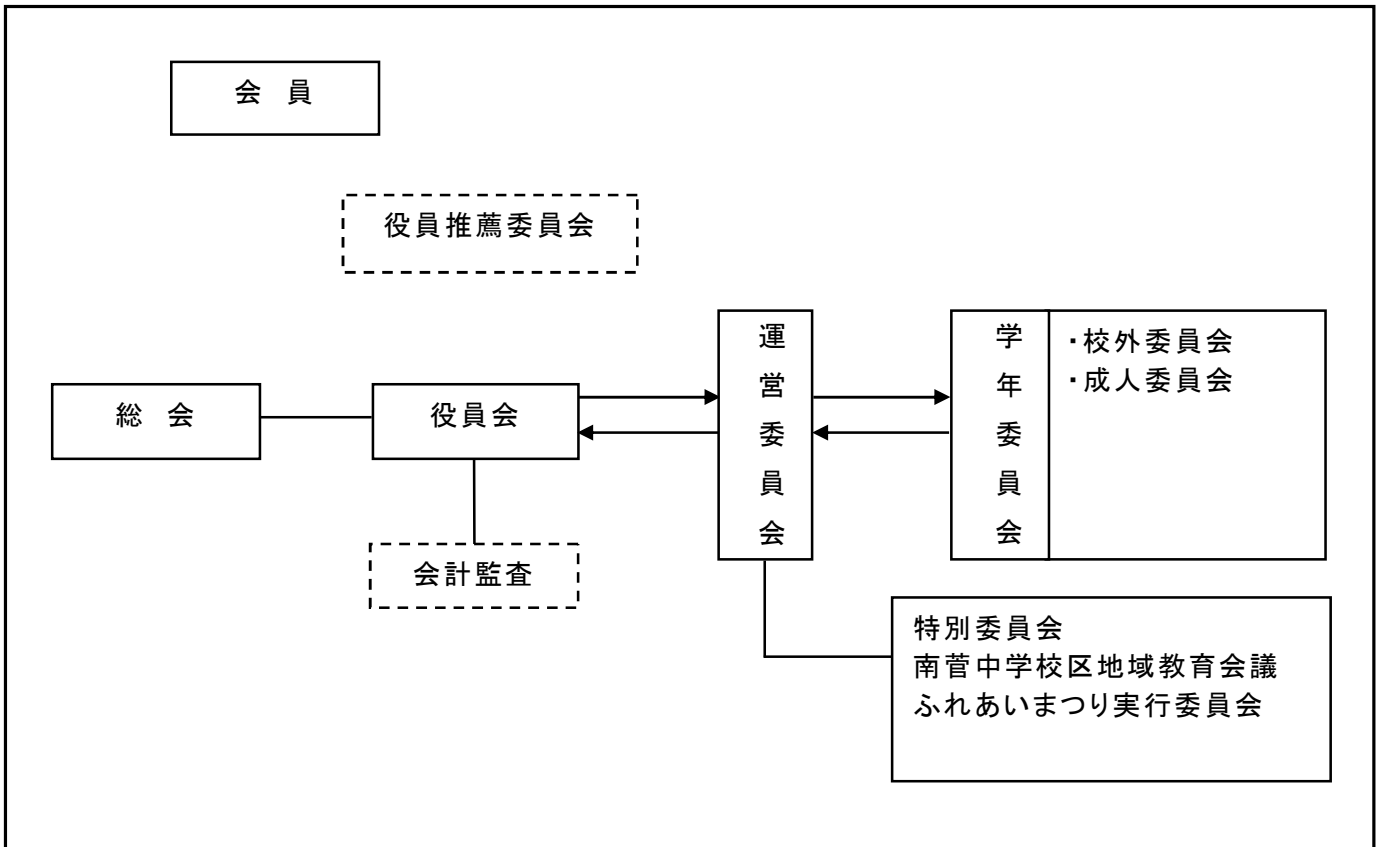 会 員
役員推薦委員会
総 会
役員会
会計監査
運営委員会
学年委員会
・校外委員会
・成人委員会
特別委員会
南菅中学校区地域教育会議
ふれあいまつり実行委員会